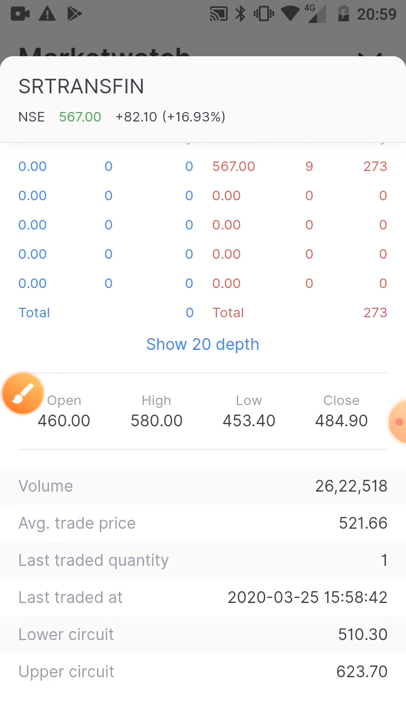 4G 20:59
Marketwatch
SRTRANSFIN
NSE 567.00 +82.10 (+16.93%)
0.00 0 0 567.00 9 273
0.00 0 0 0.00 0 0
0.00 0 0 0.00 0 0
0.00 0 0 0.00 0 0
0.00 0 0 0.00 0 0
Total 0 Total 273
Show 20 depth
Open High Low Close
460.00 580.00 453.40 484.90
Volume 26,22,518
Avg. trade price 521.66
Last traded quantity 1
Last traded at 2020-03-25 15:58:42
Lower circuit 510.30
Upper circuit 623.70